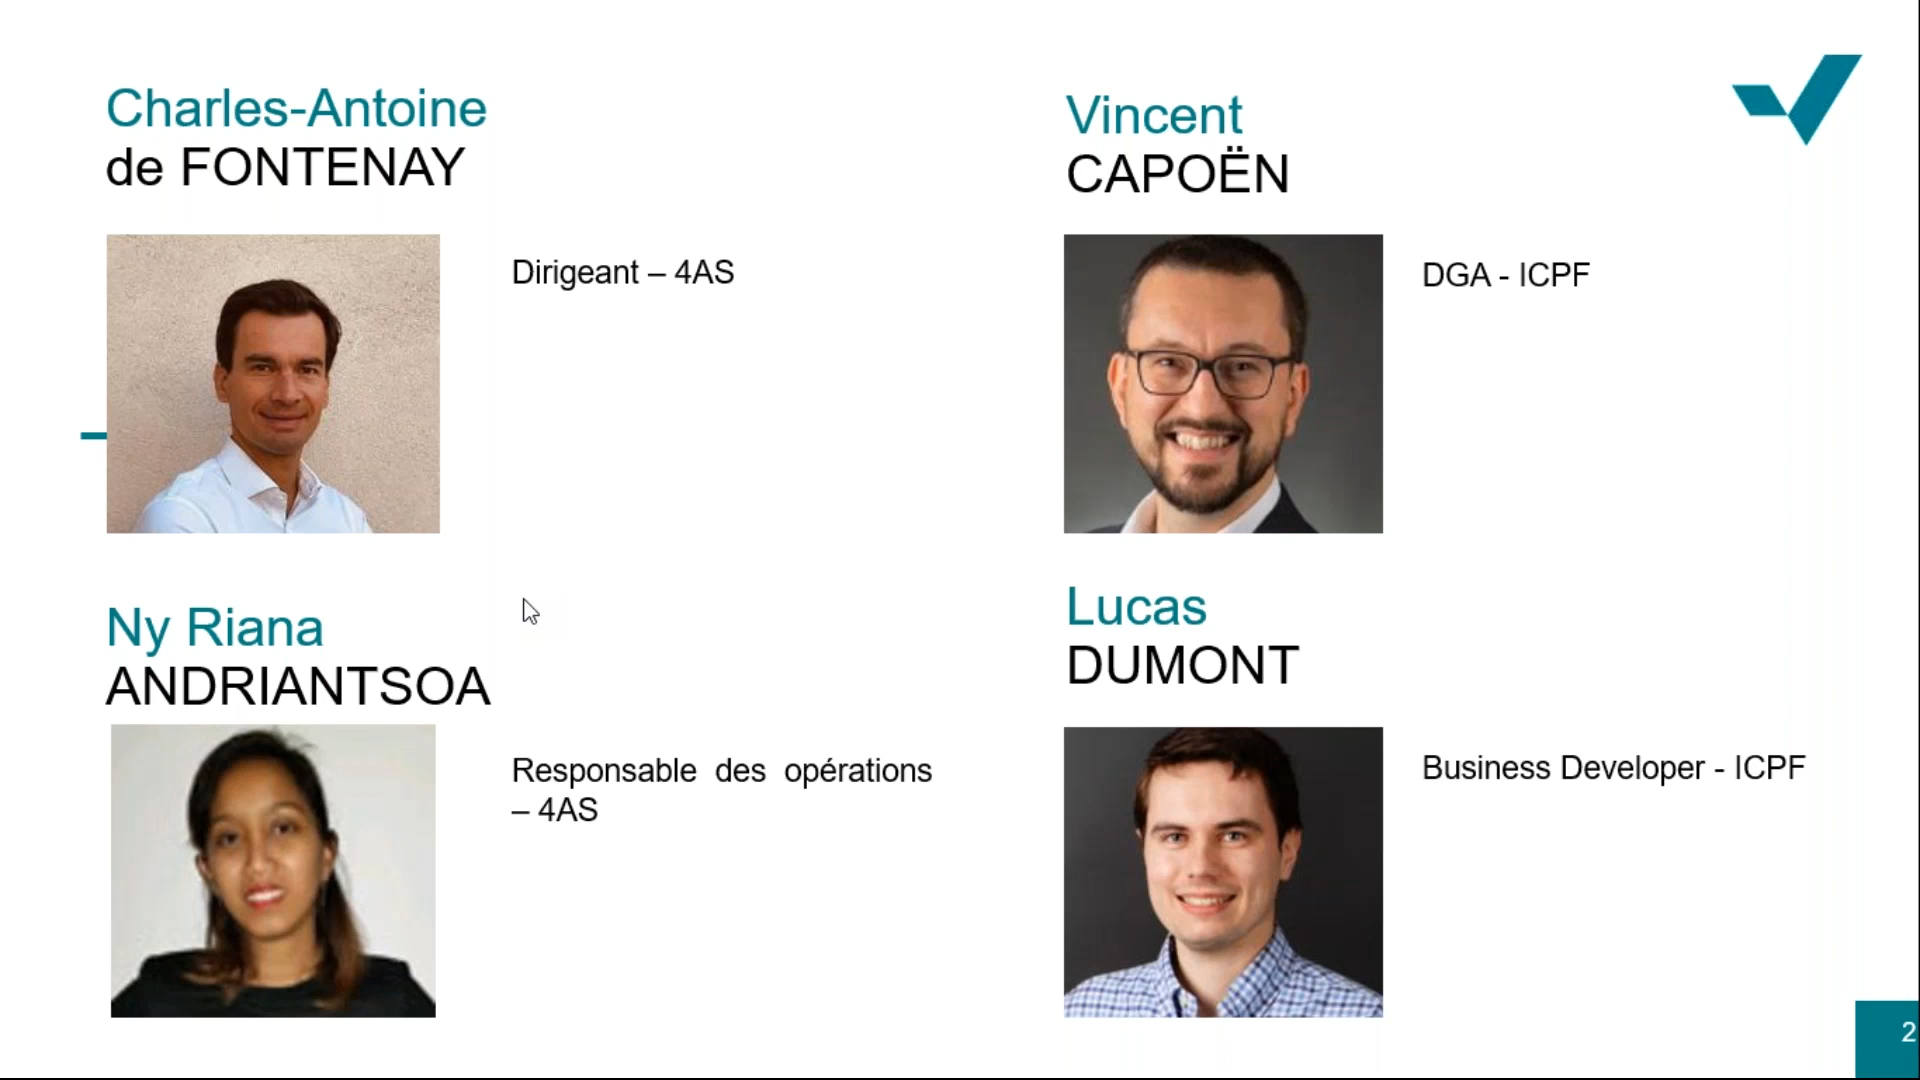 Charles-Antoine
de FONTENAY
Dirigeant – 4AS
Vincent
CAPOËN
DGA - ICPF
Ny Riana
ANDRIANTSOA
Responsable des opérations
– 4AS
Lucas
DUMONT
Business Developer - ICPF
2